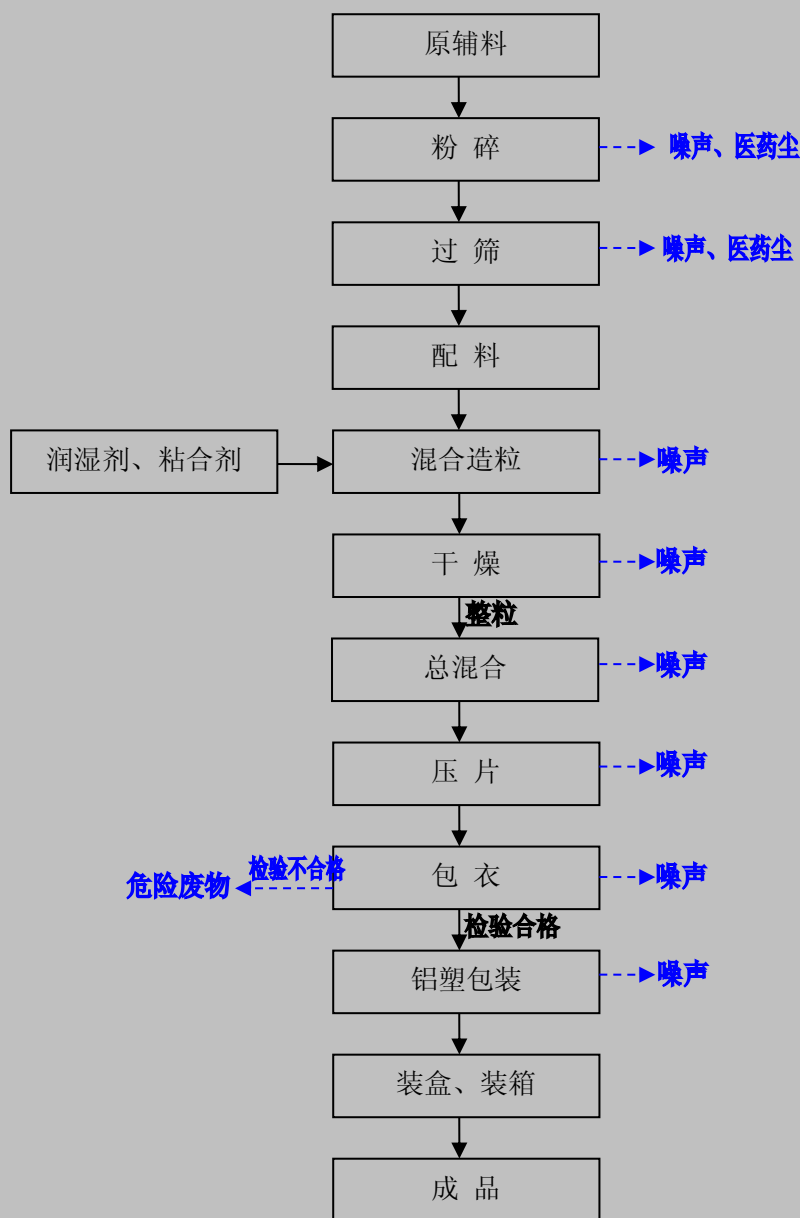 原辅料
粉 碎
噪声、医药尘
过 筛
噪声、医药尘
配 料
润湿剂、粘合剂
混合造粒
噪声
干 燥
噪声
整粒
总混合
噪声
压 片
噪声
危险废物
检验不合格
包 衣
噪声
检验合格
铝塑包装
噪声
装盒、装箱
成 品